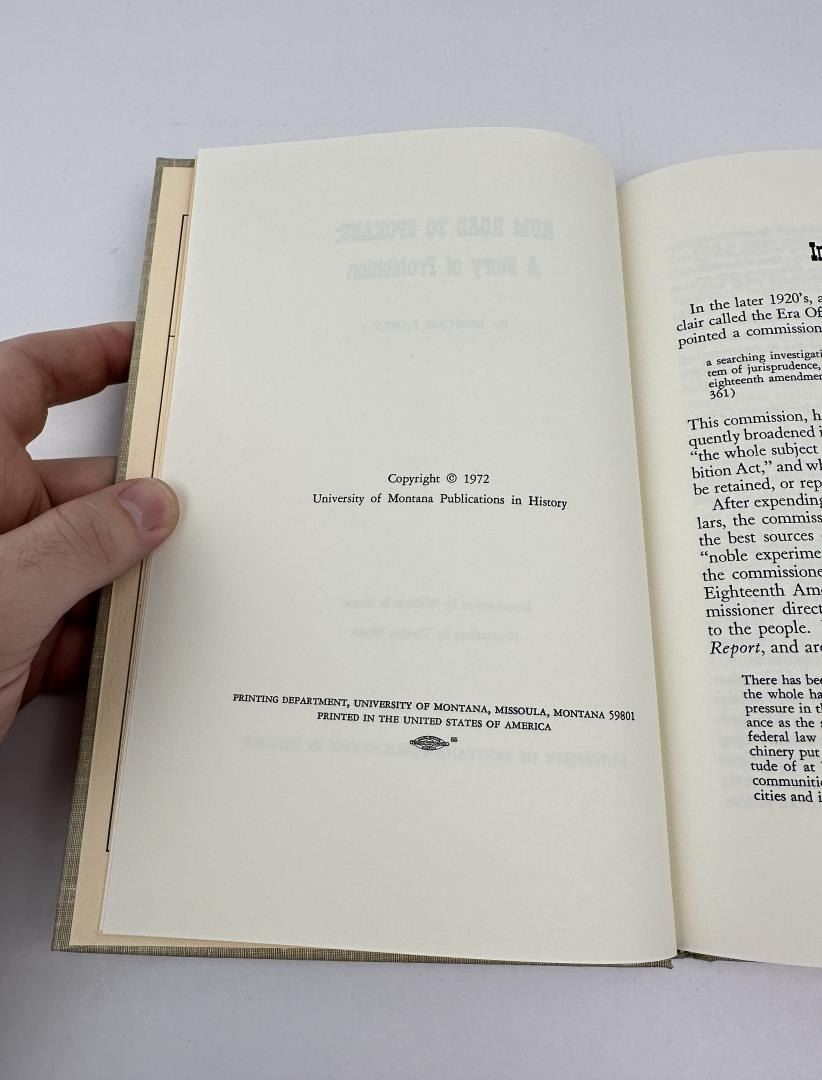 Copyright © 1972
University of Montana Publications in History
PRINTING DEPARTMENT, UNIVERSITY OF MONTANA, MISSOULA, MONTANA 59801
PRINTED IN THE UNITED STATES OF AMERICA
In the later 1920's, a
clair called the Era Of
pointed a commission
a searching investigati
tem of jurisprudence,
eighteenth amendmen
361)
This commission, h
quently broadened i
"the whole subject
bition Act," and wh
be retained, or rep
After expending
lars, the commiss
the best sources
"noble experime
the commissione
Eighteenth Ame
missioner direct
to the people.
Report, and are
There has bee
the whole ha
pressure in th
ance as the s
federal law
chinery put
tude of at
communitie
cities and i